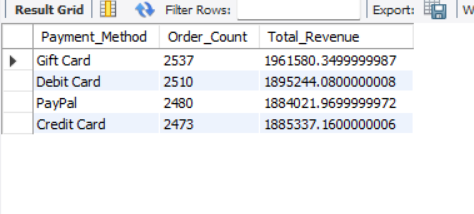 Result Grid Filter Rows: Export:
Payment_Method Order_Count Total_Revenue
Gift Card 2537 1961580.3499999987
Debit Card 2510 1895244.0800000008
PayPal 2480 1884021.9699999972
Credit Card 2473 1885337.1600000006